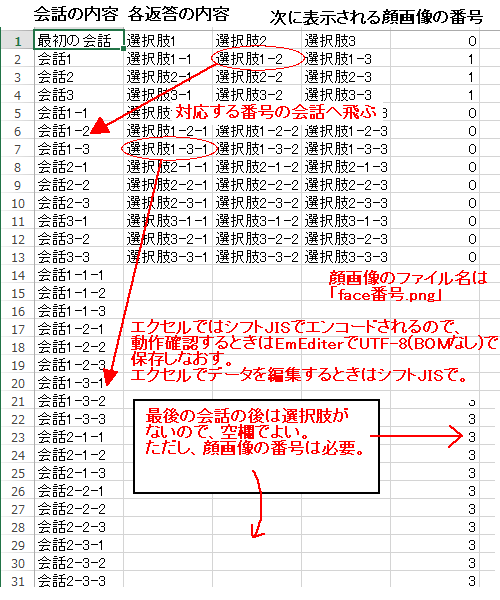 会話の内容 各返答の内容 次に表示される顔画像の番号
1 最初の会話 選択肢1 選択肢2 選択肢3 0
2 会話1 選択肢1-1 選択肢1-2 選択肢1-3 1
3 会話2 選択肢2-1 選択肢2-2 選択肢2-3 1
4 会話3 選択肢3-1 選択肢3-2 選択肢3-3 1
5 会話1-1 選択肢 対応する番号の会話へ飛ぶ 3 0
6 会話1-2 選択肢1-2-1 選択肢1-2-2 選択肢1-2-3 0
7 会話1-3 選択肢1-3-1 選択肢1-3-2 選択肢1-3-3 0
8 会話2-1 選択肢2-1-1 選択肢2-1-2 選択肢2-1-3 0
9 会話2-2 選択肢2-2-1 選択肢2-2-2 選択肢2-2-3 0
10 会話2-3 選択肢2-3-1 選択肢2-3-2 選択肢2-3-3 0
11 会話3-1 選択肢3-1-1 選択肢3-1-2 選択肢3-1-3 0
12 会話3-2 選択肢3-2-1 選択肢3-2-2 選択肢3-2-3 0
13 会話3-3 選択肢3-3-1 選択肢3-3-2 選択肢3-3-3 0
14 会話1-1-1
顔画像のファイル名は
15 会話1-1-2
「face番号.png」
16 会話1-1-3
17 会話1-2-1
エクセルではシフトJISでエンコードされるので、
18 会話1-2-2
動作確認するときはEmEditerでUTF-8(BOMなし)で
19 会話1-2-3
保存しなおす。
20 会話1-3-1
エクセルでデータを編集するときはシフトJISで。
21 会話1-3-2 3
22 会話1-3-3 3
最後の会話の後は選択肢が
23 会話2-1-1 3
ないので、空欄でよい。
24 会話2-1-2 3
ただし、顔画像の番号は必要。
25 会話2-1-3 3
26 会話2-2-1 3
27 会話2-2-2 3
28 会話2-2-3 3
29 会話2-3-1 3
30 会話2-3-2 3
31 会話2-3-3 3